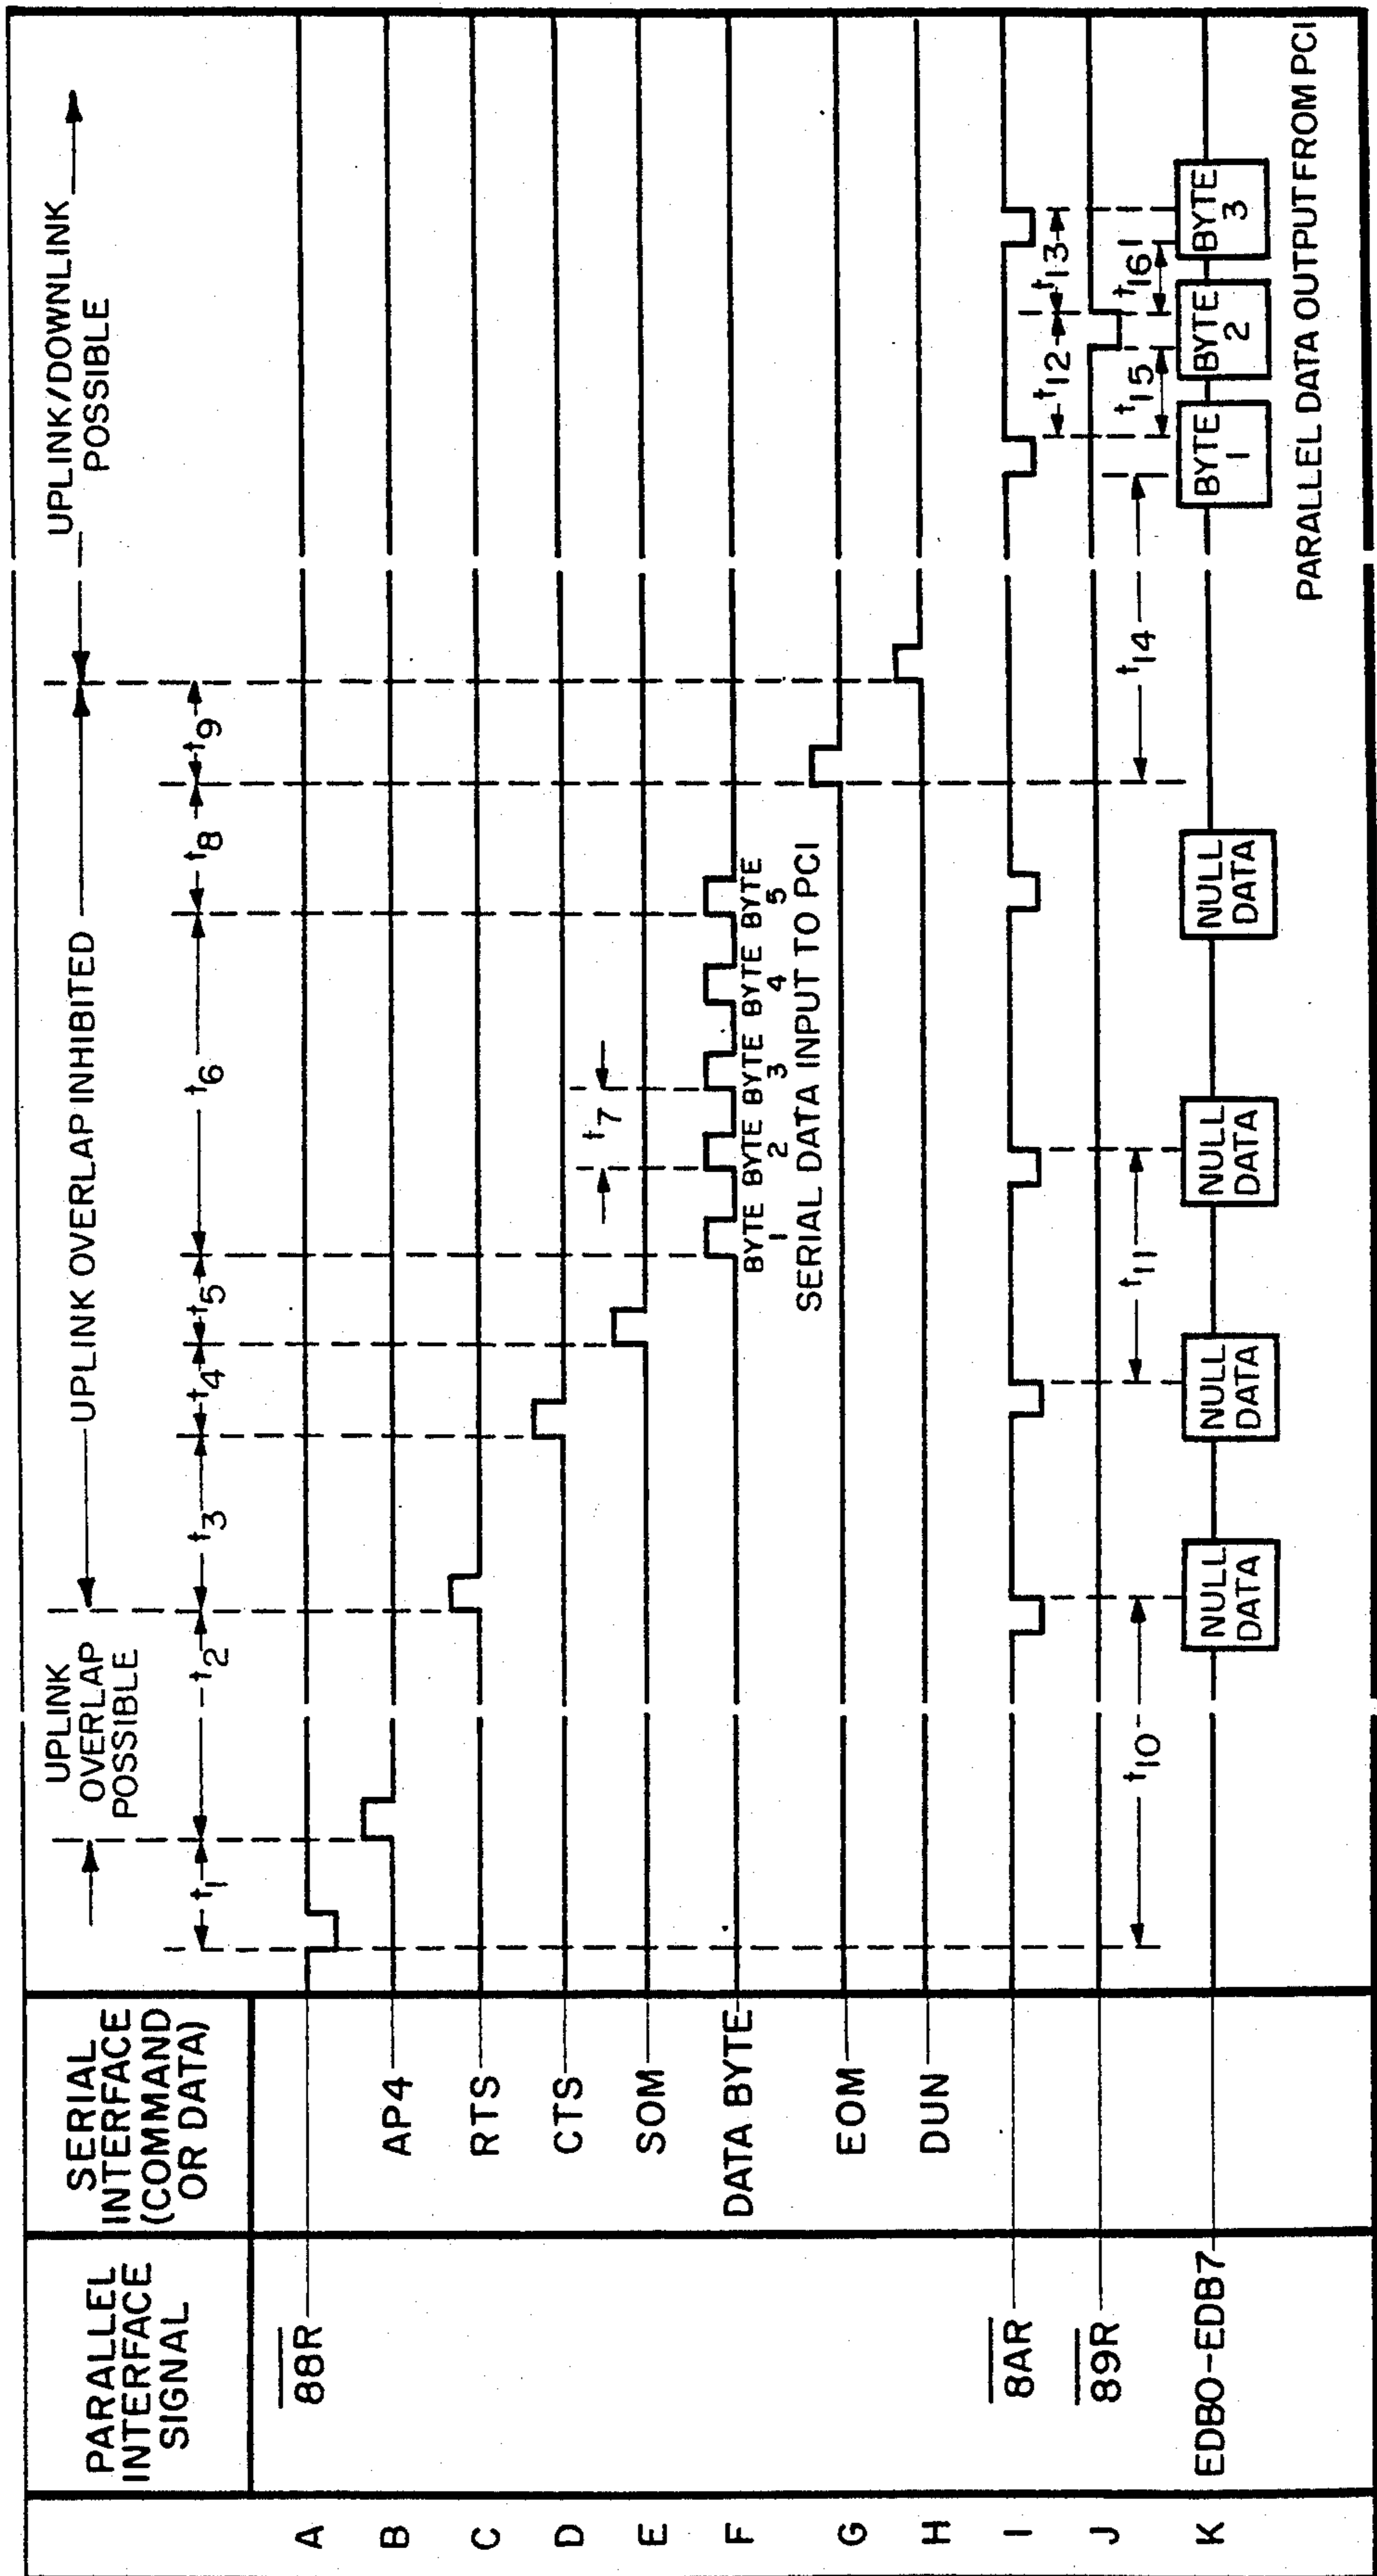 PARALLEL
INTERFACE
SIGNAL
SERIAL
INTERFACE
(COMMAND
OR DATA)
UPLINK
OVERLAP
POSSIBLE
UPLINK OVERLAP INHIBITED
UPLINK/DOWNLINK
POSSIBLE
t1
t2
t3
t4
t5
t6
t8
t9
A
88R
B
AP4
C
RTS
D
CTS
E
SOM
t7
F
DATA BYTE
BYTE BYTE BYTE BYTE BYTE
1 2 3 4 5
SERIAL DATA INPUT TO PCI
G
EOM
H
DUN
I
8AR
t12
t13
J
89R
t10
t11
t14
t15
t16
K
EDB0-EDB7
NULL
DATA
NULL
DATA
NULL
DATA
NULL
DATA
BYTE
1
BYTE
2
BYTE
3
PARALLEL DATA OUTPUT FROM PCI